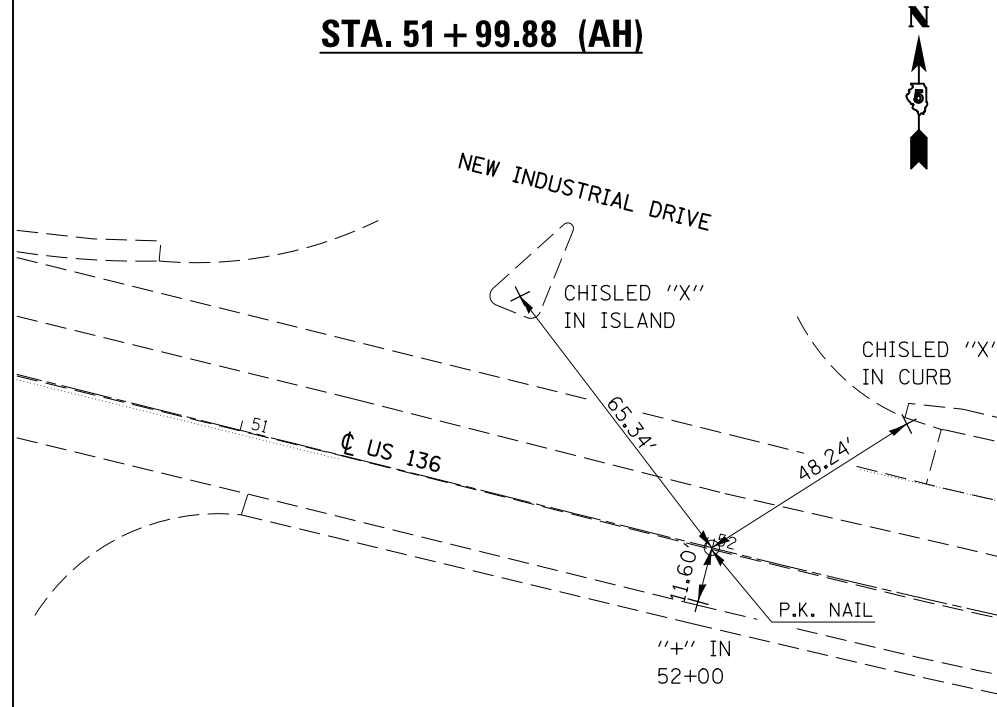 STA. 51 + 99.88 (AH)
N
5
NEW INDUSTRIAL DRIVE
CHISLED "X"
IN ISLAND
CHISLED "X"
IN CURB
65.34'
48.24'
51
℄ US 136
52
11.60'
P.K. NAIL
"+" IN
52+00